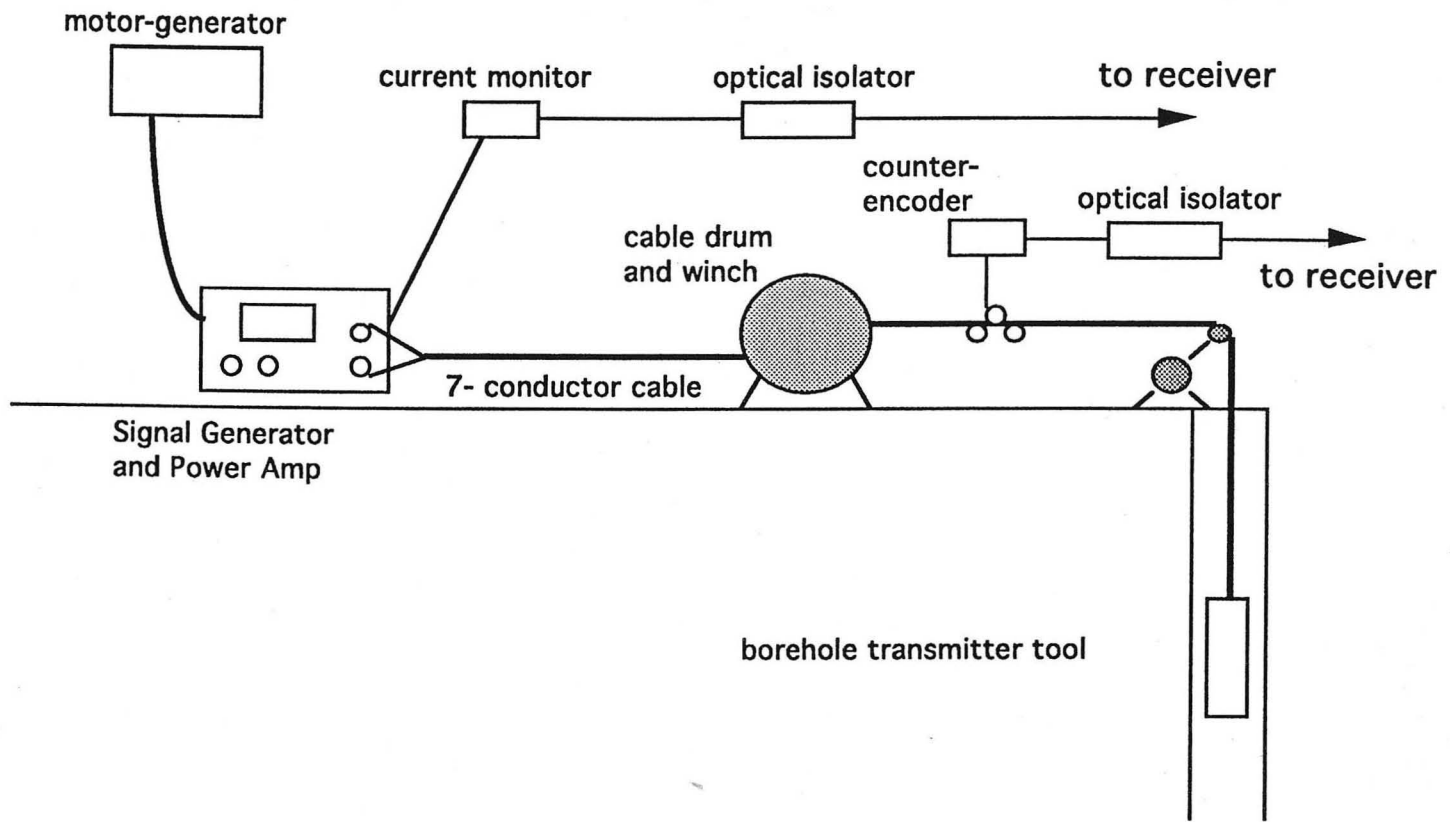 motor-generator
current monitor
optical isolator
to receiver
counter-
encoder
optical isolator
to receiver
cable drum
and winch
7- conductor cable
Signal Generator
and Power Amp
borehole transmitter tool